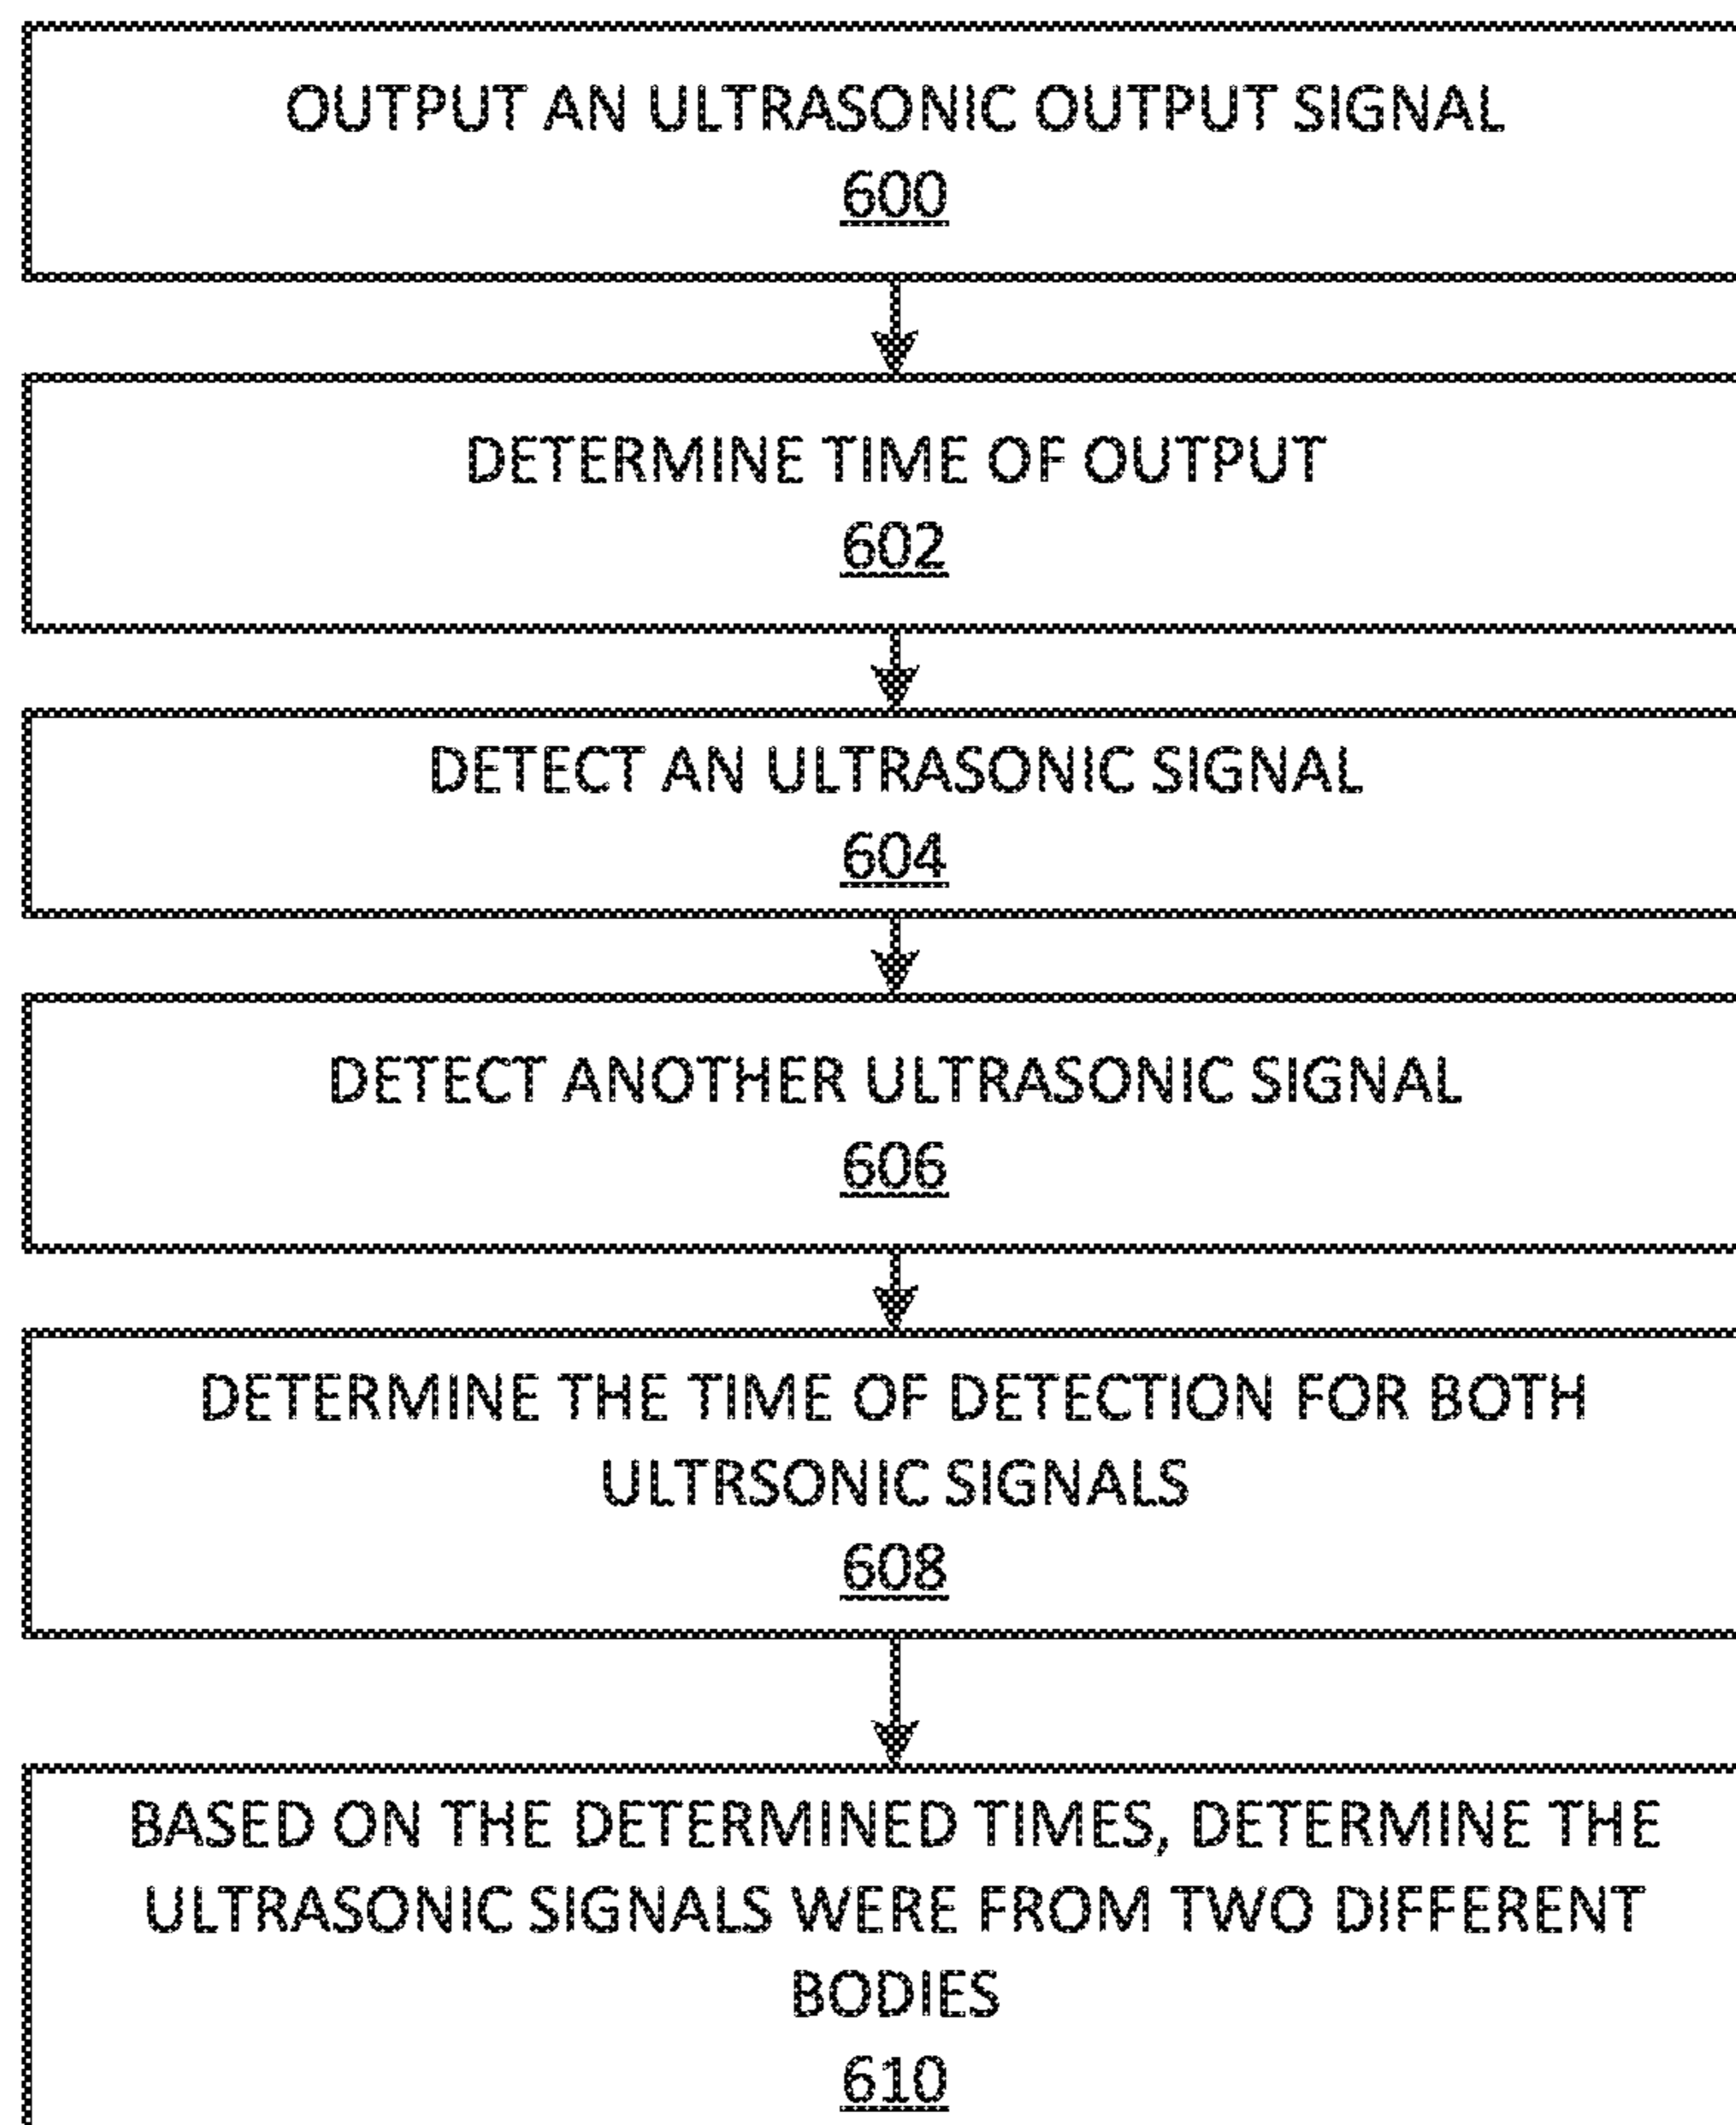 OUTPUT AN ULTRASONIC OUTPUT SIGNAL
600
DETERMINE TIME OF OUTPUT
602
DETECT AN ULTRASONIC SIGNAL
604
DETECT ANOTHER ULTRASONIC SIGNAL
606
DETERMINE THE TIME OF DETECTION FOR BOTH
ULTRSONIC SIGNALS
608
BASED ON THE DETERMINED TIMES, DETERMINE THE
ULTRASONIC SIGNALS WERE FROM TWO DIFFERENT
BODIES
610